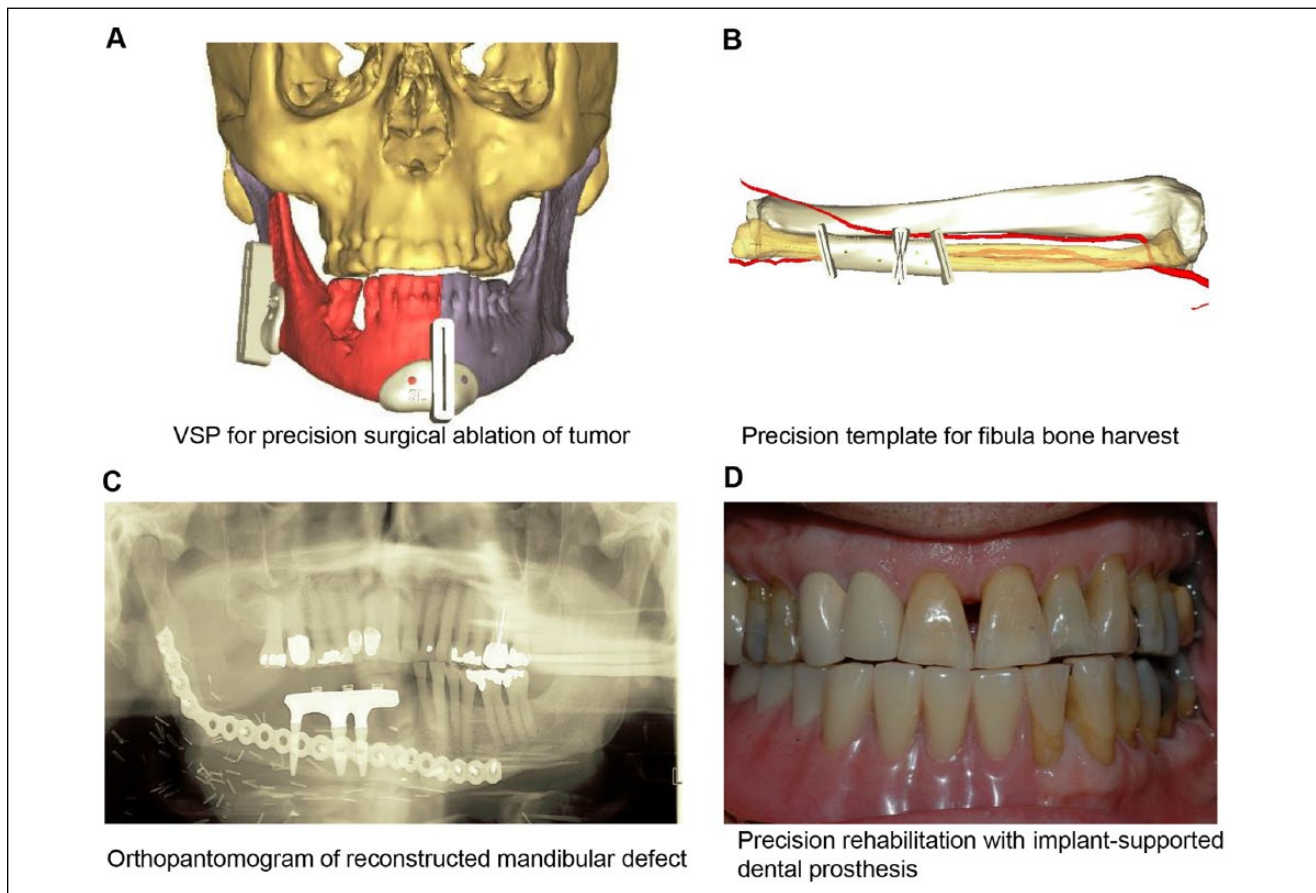 A
B
VSP for precision surgical ablation of tumor
Precision template for fibula bone harvest
C
D
L
Orthopantomogram of reconstructed mandibular defect
Precision rehabilitation with implant-supported
dental prosthesis